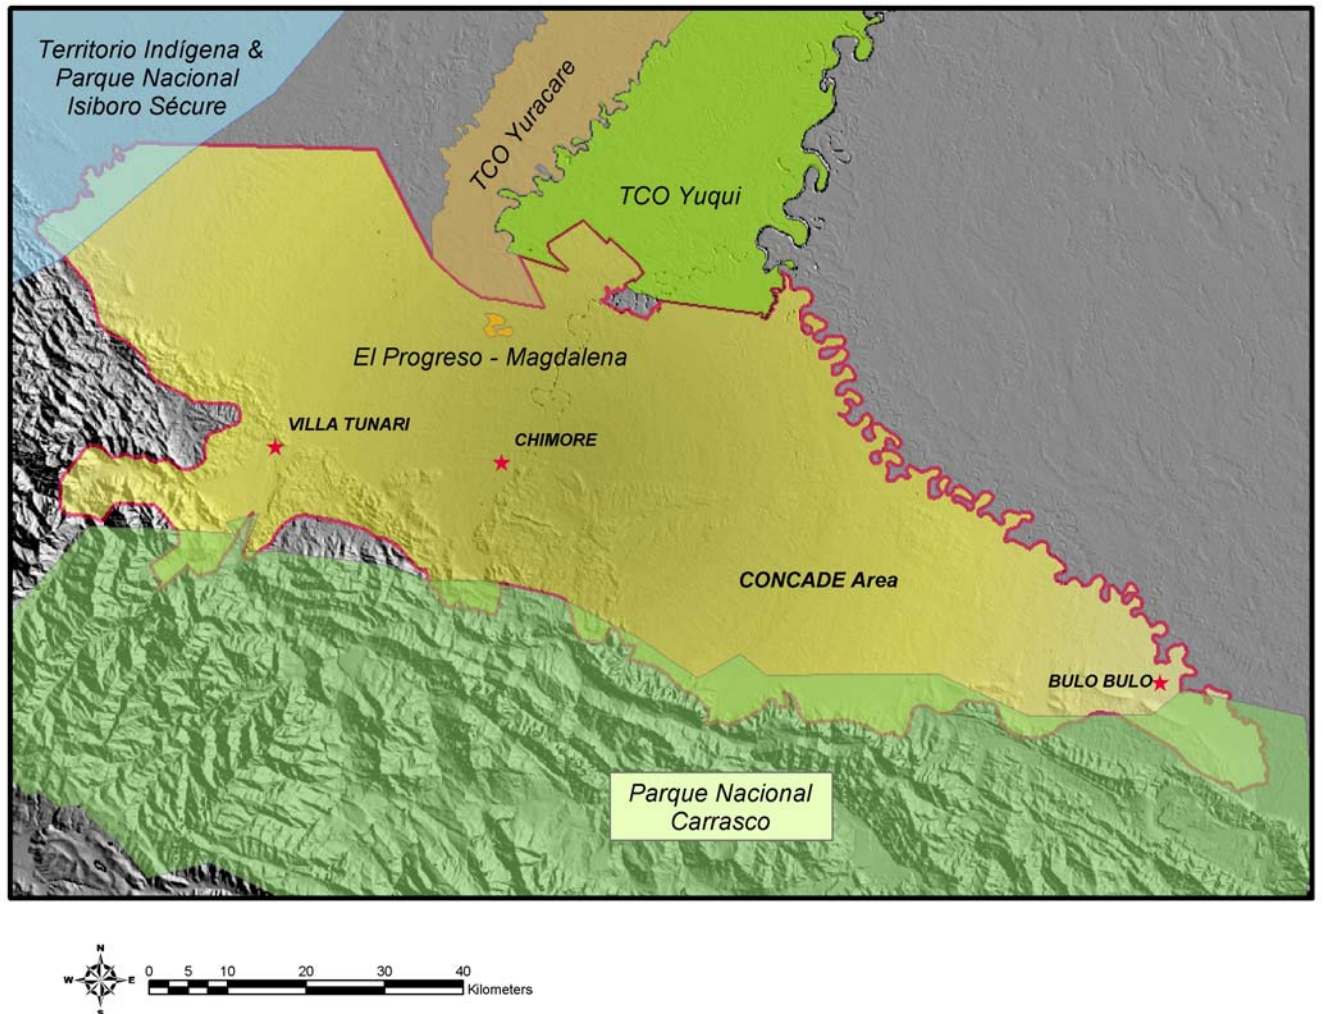 Territorio Indígena &
Parque Nacional
Isiboro Sécure
TCO Yuracare
TCO Yuqui
El Progreso - Magdalena
VILLA TUNARI
CHIMORE
CONCADE Area
BULO BULO
Parque Nacional
Carrasco
N
W E
S
0 5 10 20 30 40
Kilometers